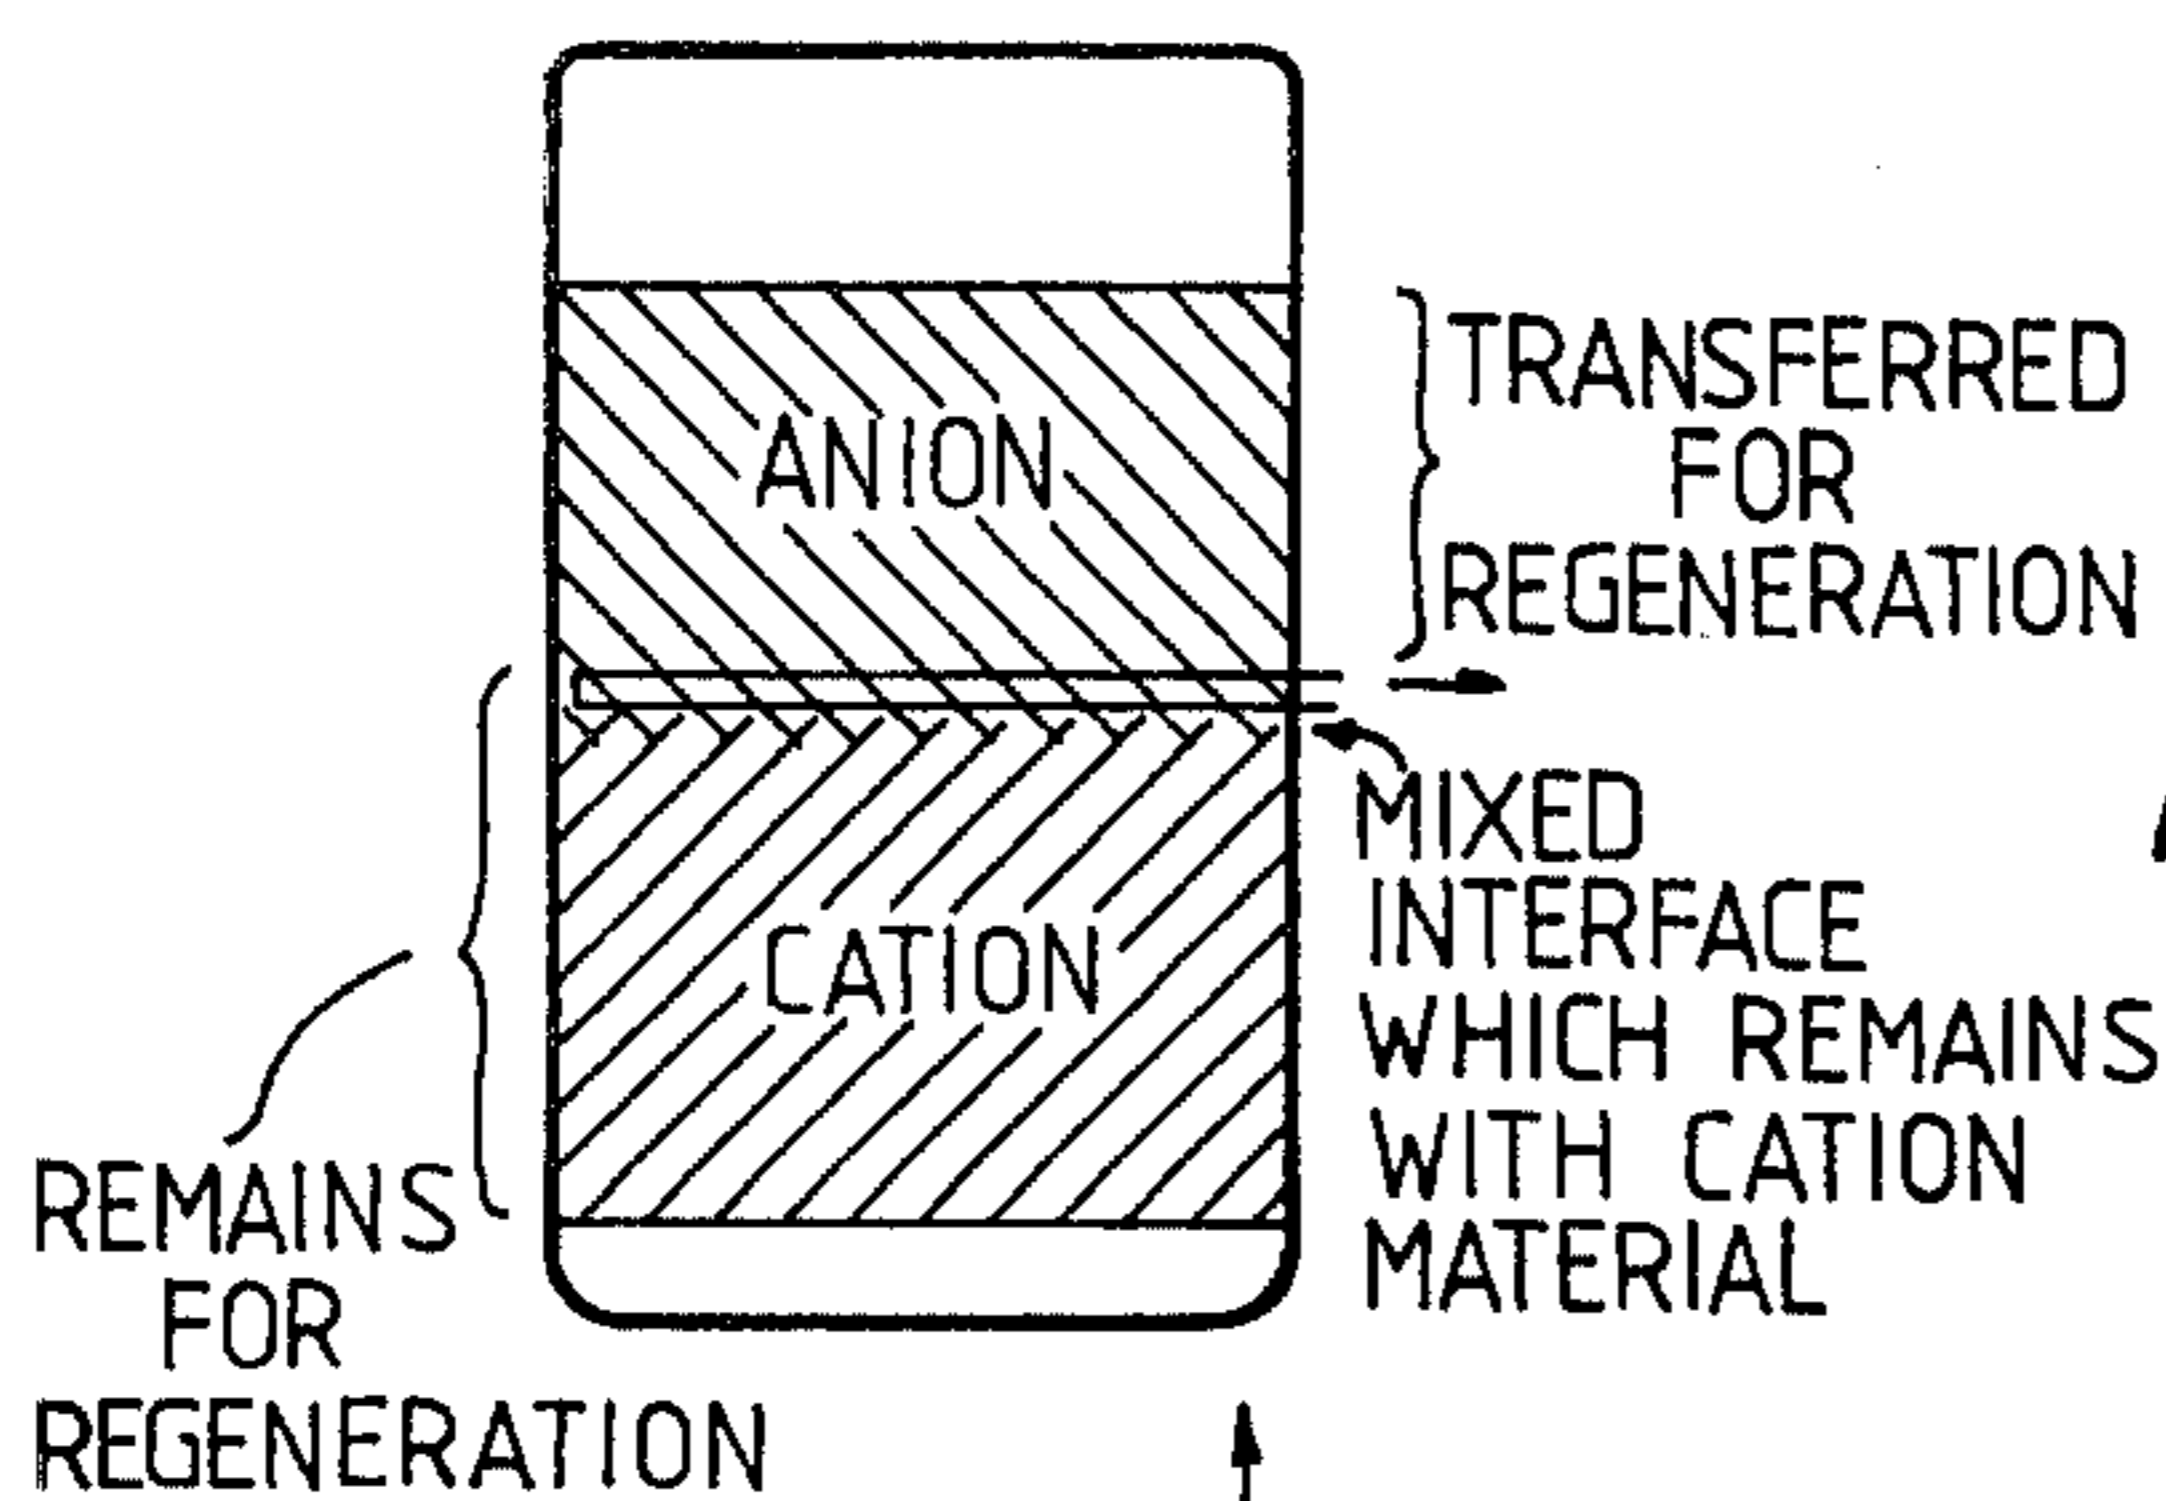 ANION
TRANSFERRED
FOR
REGENERATION
MIXED
INTERFACE
WHICH REMAINS
WITH CATION
MATERIAL
CATION
REMAINS
FOR
REGENERATION